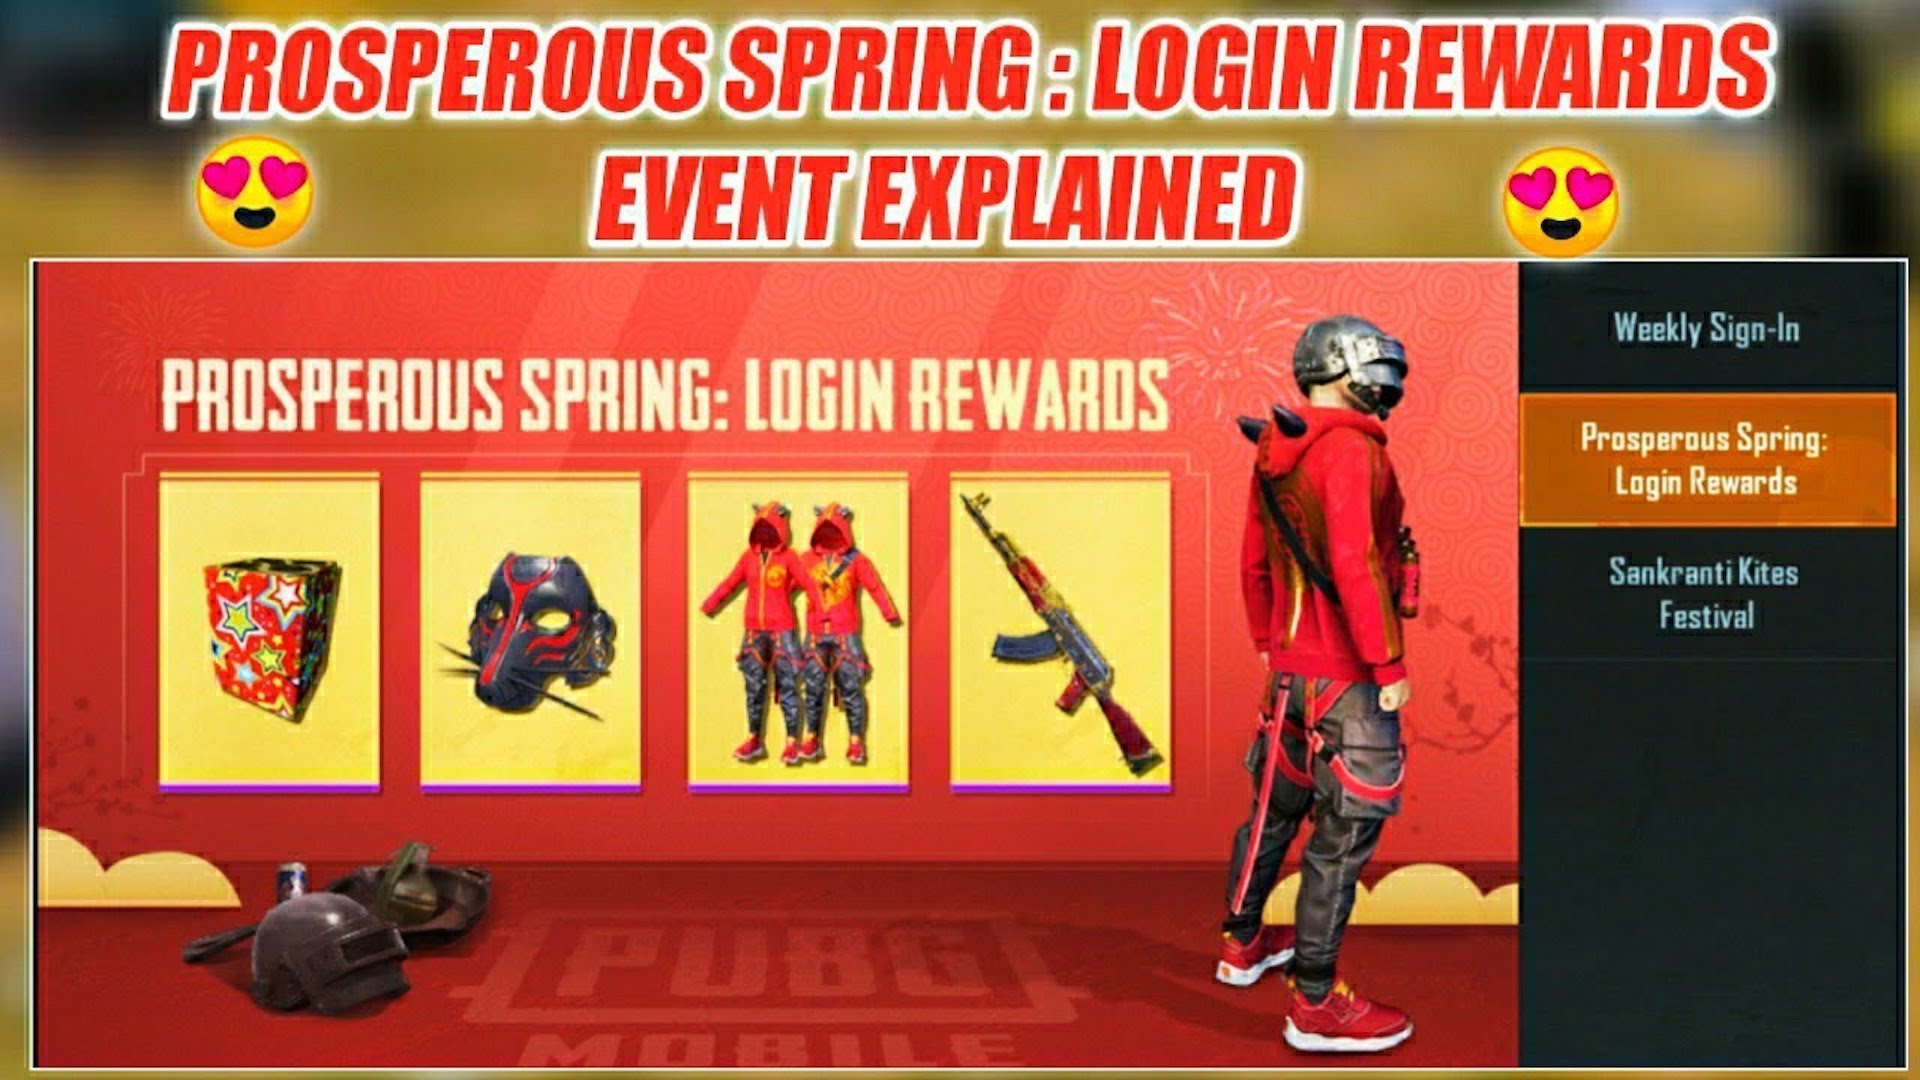 PROSPEROUS SPRING : LOGIN REWARDS
EVENT EXPLAINED
PROSPEROUS SPRING: LOGIN REWARDS
Weekly Sign-In
Prosperous Spring:
Login Rewards
Sankranti Kites
Festival
PUBG
MOBILE